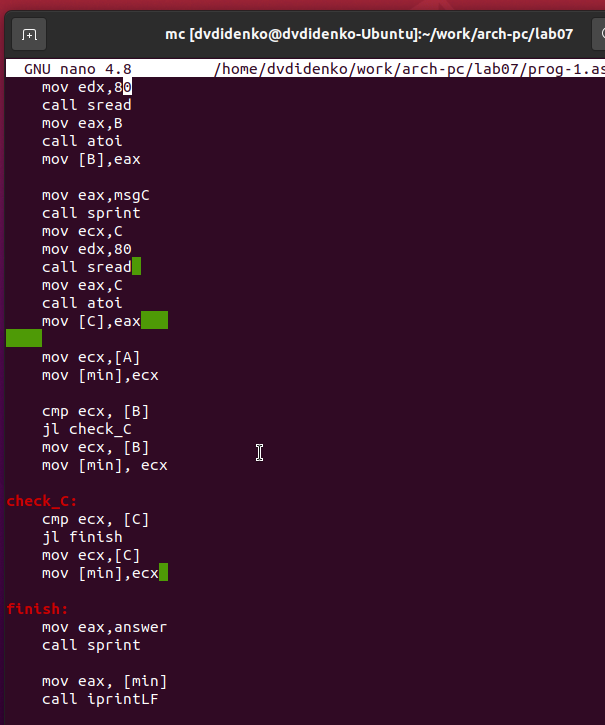 mc [dvdidenko@dvdidenko-Ubuntu]:~/work/arch-pc/lab07
GNU nano 4.8 /home/dvdidenko/work/arch-pc/lab07/prog-1.as
mov edx,80
call sread
mov eax,B
call atoi
mov [B],eax
mov eax,msgC
call sprint
mov ecx,C
mov edx,80
call sread
mov eax,C
call atoi
mov [C],eax
mov ecx,[A]
mov [min],ecx
cmp ecx, [B]
jl check_C
mov ecx, [B]
mov [min], ecx
check_C:
cmp ecx, [C]
jl finish
mov ecx,[C]
mov [min],ecx
finish:
mov eax,answer
call sprint
mov eax, [min]
call iprintLF